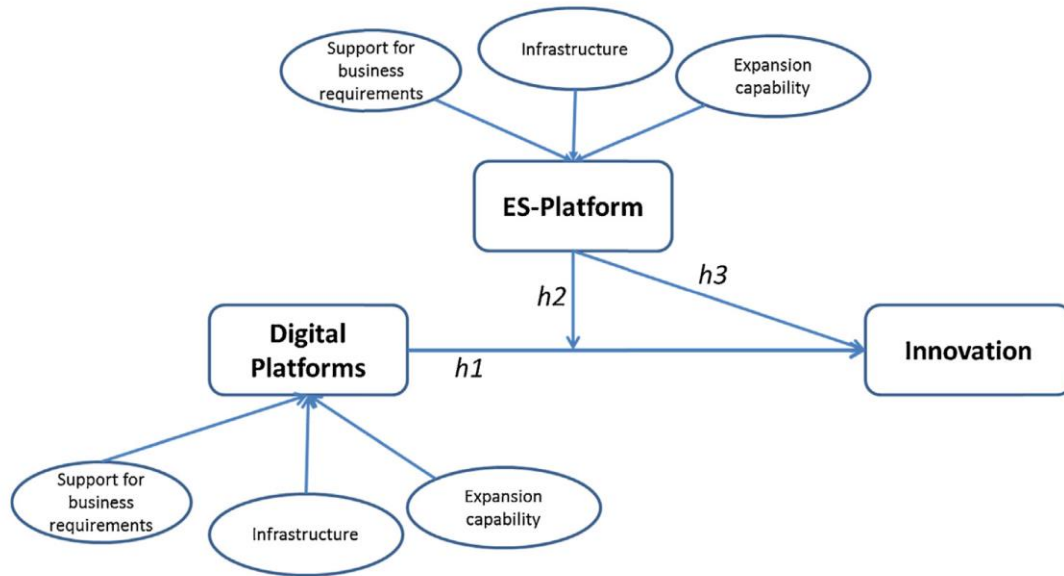 Support for
business
requirements
Infrastructure
Expansion
capability
ES-Platform
h2
h3
Digital
Platforms
h1
Innovation
Support for
business
requirements
Infrastructure
Expansion
capability